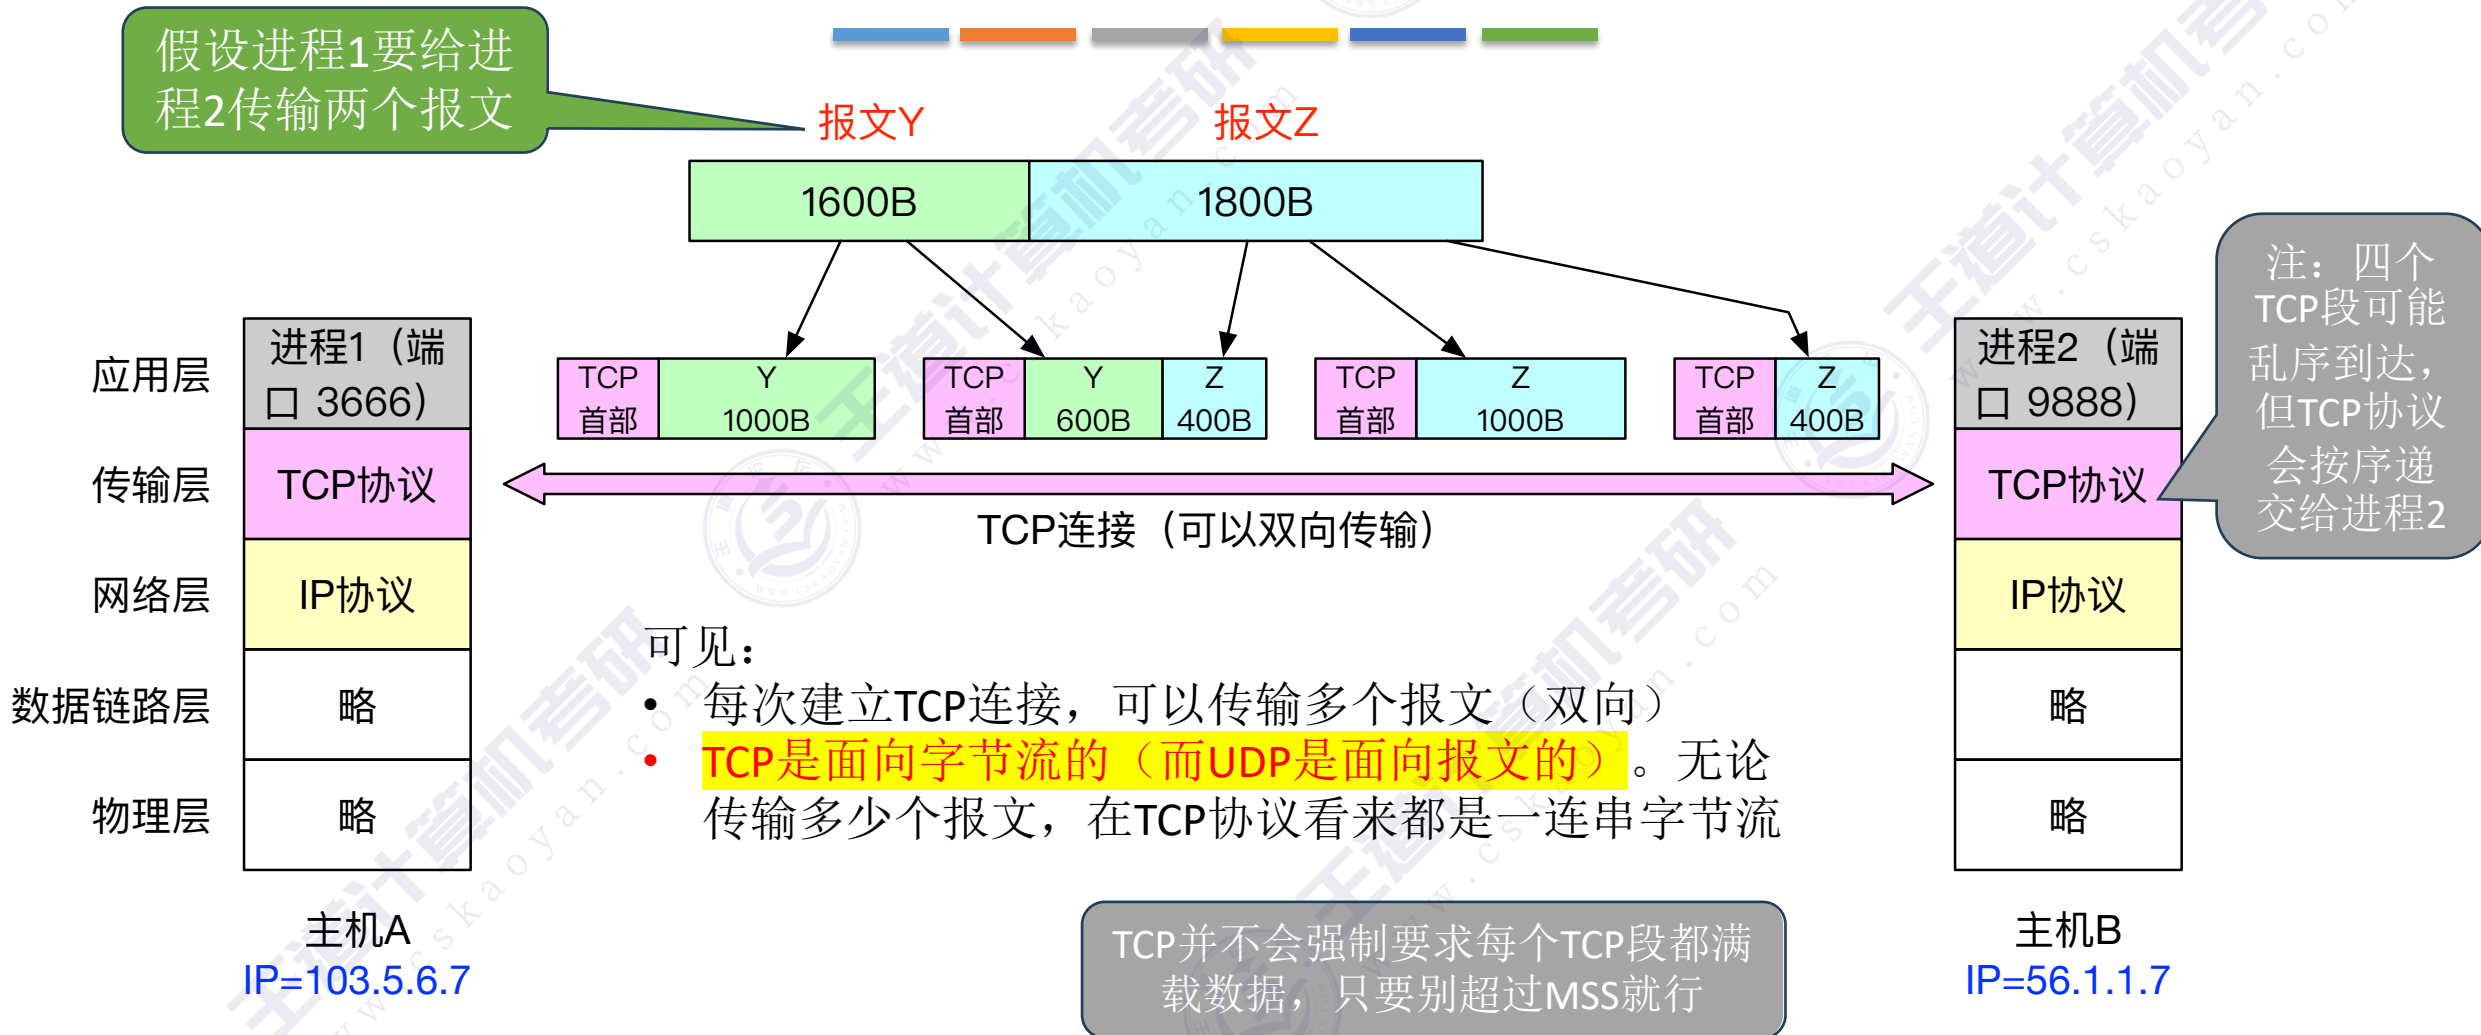 假设进程1要给进
程2传输两个报文
报文Y
报文Z
1600B
1800B
注：四个
TCP段可能
乱序到达，
但TCP协议
会按序递
交给进程2
应用层
进程1（端
口 3666）
TCP
首部
Y
1000B
TCP
首部
Y
600B
Z
400B
TCP
首部
Z
1000B
TCP
首部
Z
400B
进程2（端
口 9888）
传输层
TCP协议
TCP连接（可以双向传输）
TCP协议
网络层
IP协议
IP协议
数据链路层
略
略
物理层
略
略
可见：
• 每次建立TCP连接，可以传输多个报文（双向）
• TCP是面向字节流的（而UDP是面向报文的）。无论
传输多少个报文，在TCP协议看来都是一连串字节流
主机A
IP=103.5.6.7
TCP并不会强制要求每个TCP段都满
载数据，只要别超过MSS就行
主机B
IP=56.1.1.7
王道计算机考研
www.cskaoyan.com